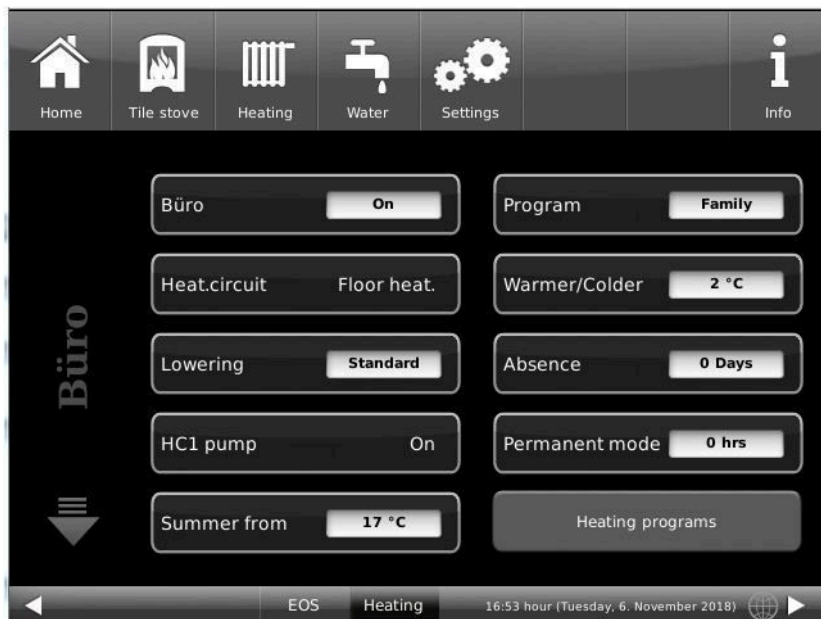 Home Tile stove Heating Water Settings Info
Büro
Büro On
Program Family
Heat.circuit Floor heat.
Warmer/Colder 2 °C
Lowering Standard
Absence 0 Days
HC1 pump On
Permanent mode 0 hrs
Summer from 17 °C
Heating programs
EOS Heating 16:53 hour (Tuesday, 6. November 2018)